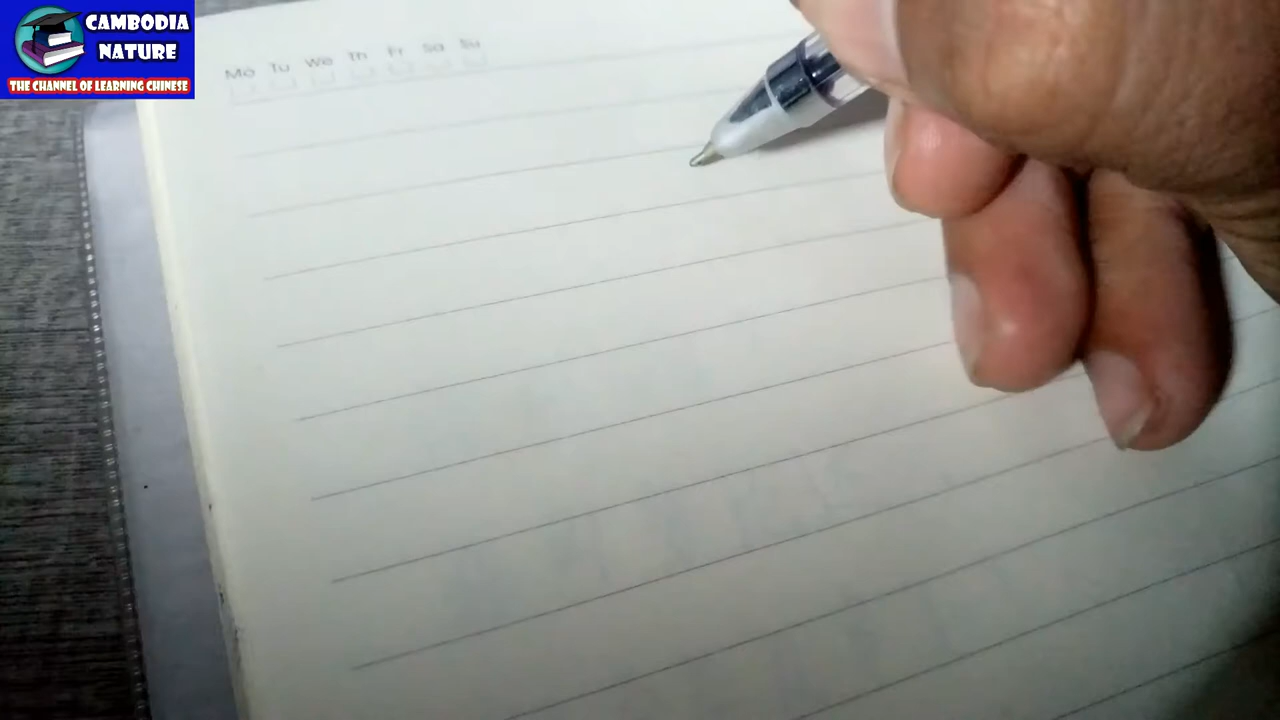 CAMBODIA
NATURE
THE CHANNEL OF LEARNING CHINESE
Mo Tu We Th Fr Sa Su